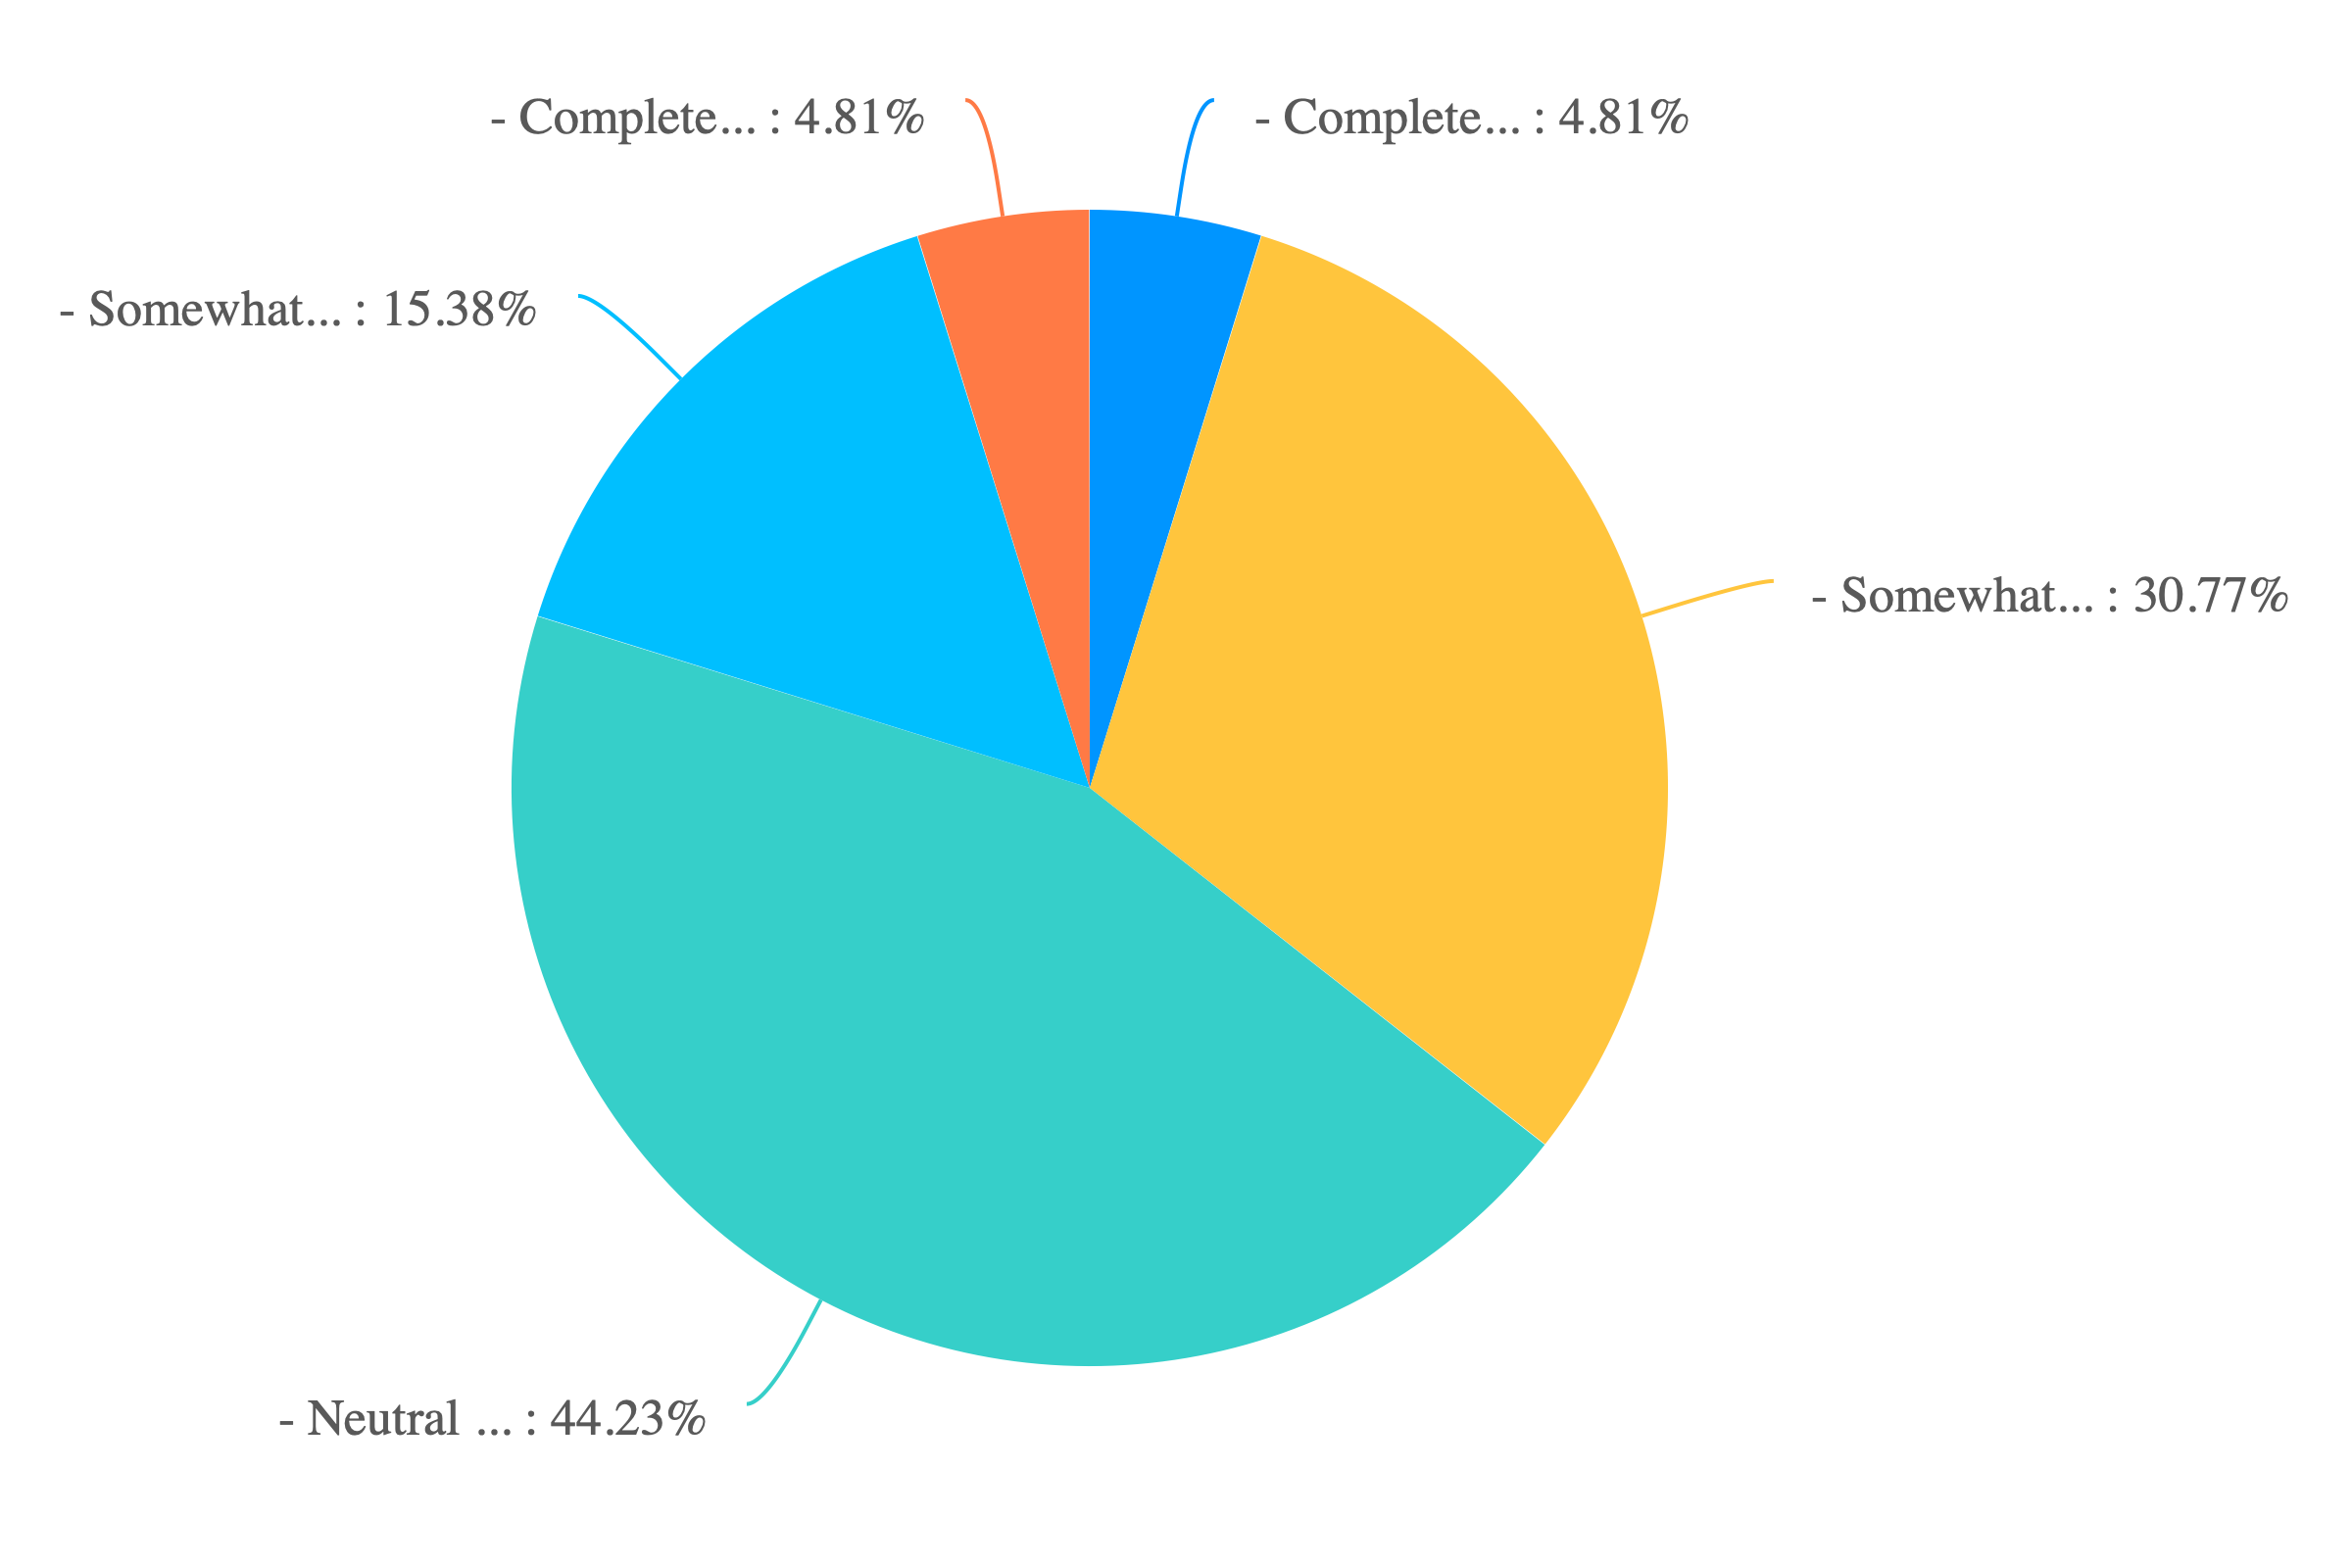 - Complete... : 4.81%
- Complete... : 4.81%
- Somewhat... : 15.38%
- Somewhat... : 30.77%
- Neutral ... : 44.23%